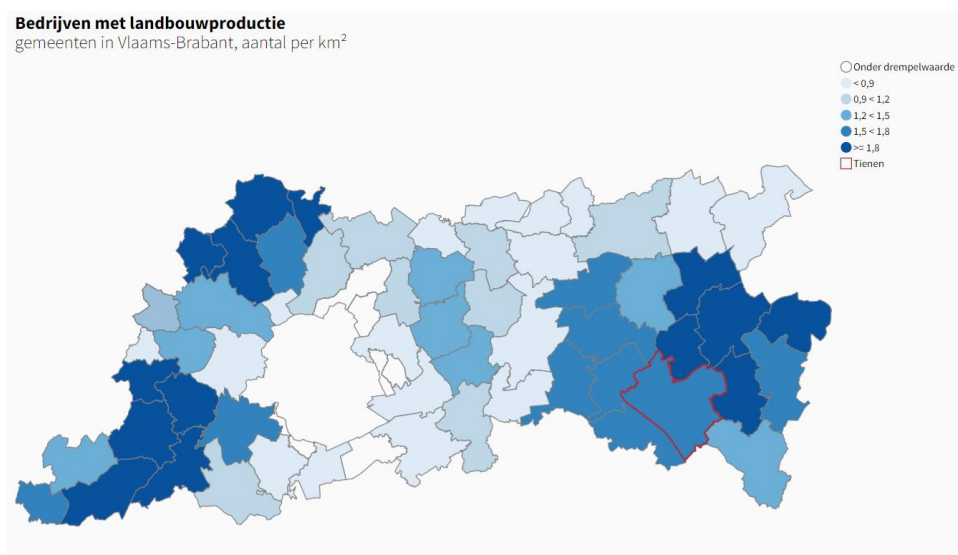 Bedrijven met landbouwproductie
gemeenten in Vlaams-Brabant, aantal per km²
Onder drempelwaarde
< 0,9
0,9 < 1,2
1,2 < 1,5
1,5 < 1,8
>= 1,8
Tienen